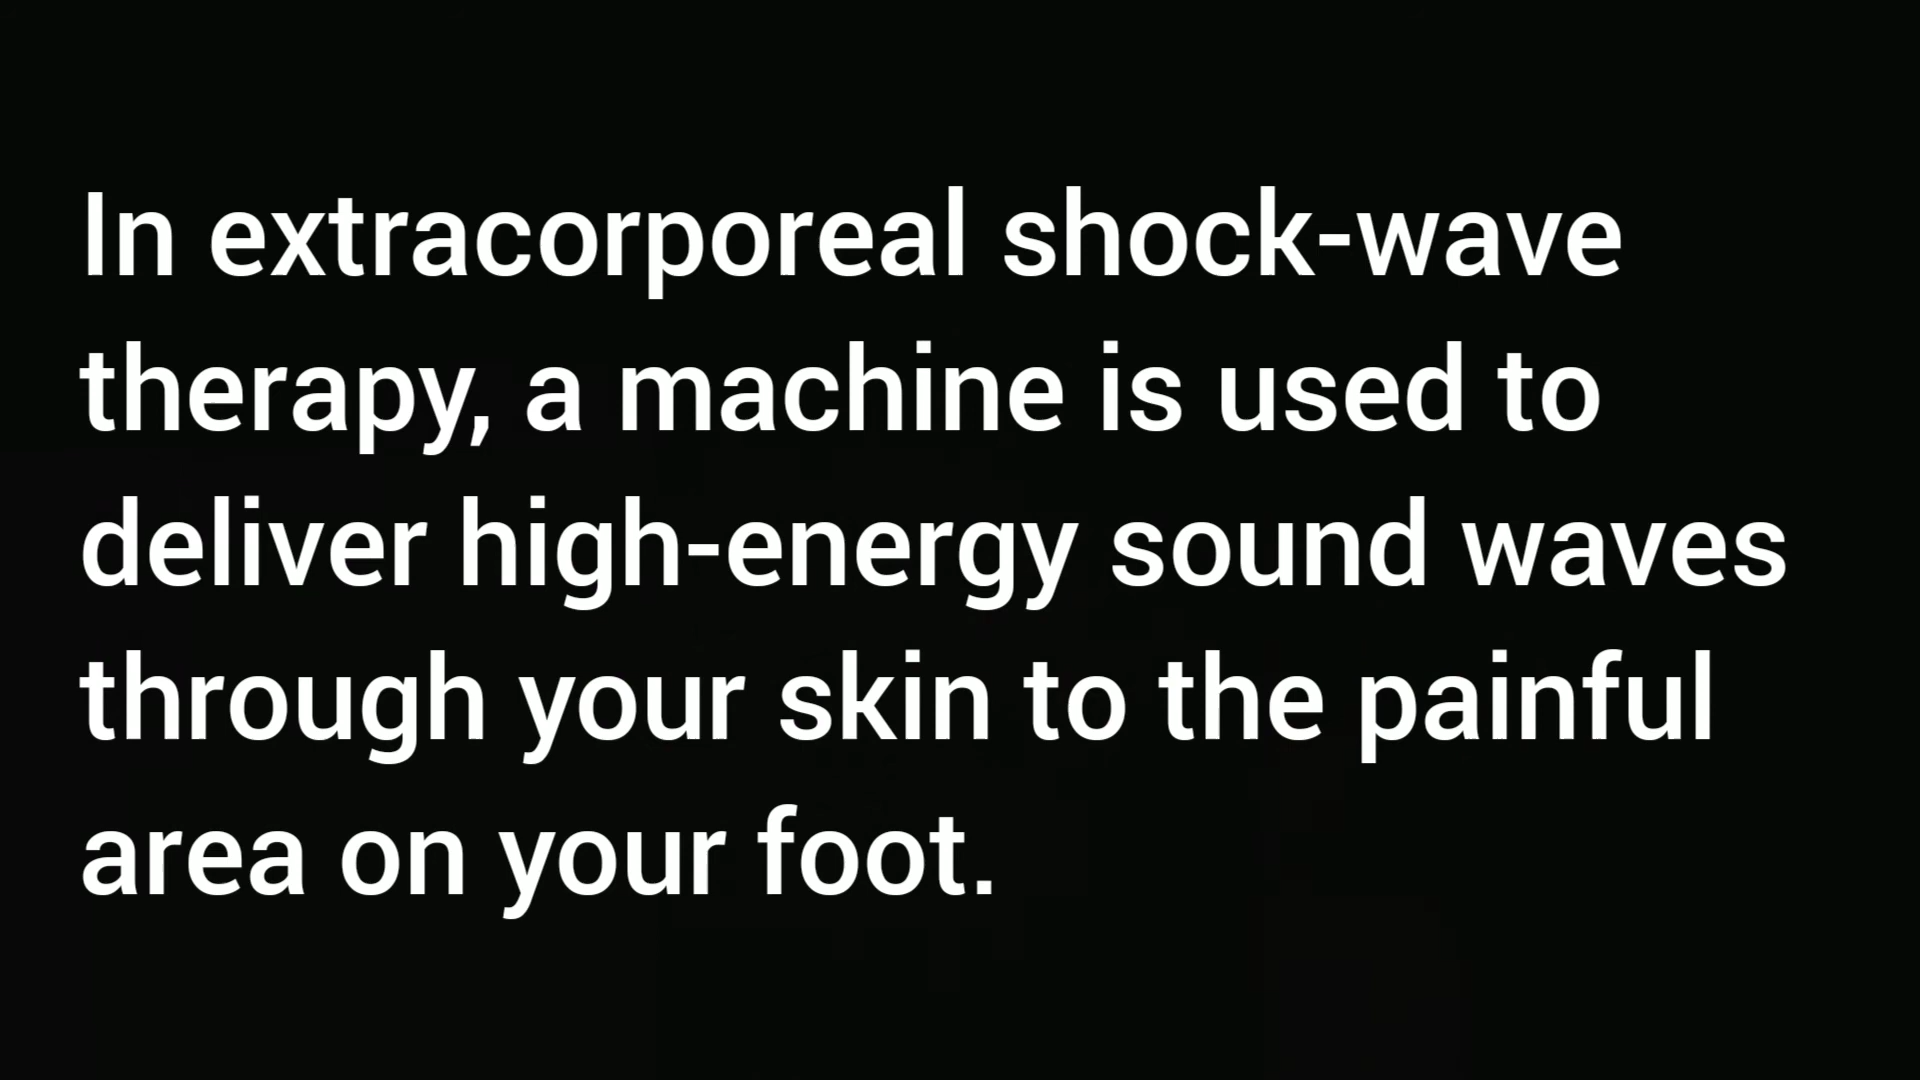 In extracorporeal shock-wave
therapy, a machine is used to
deliver high-energy sound waves
through your skin to the painful
area on your foot.